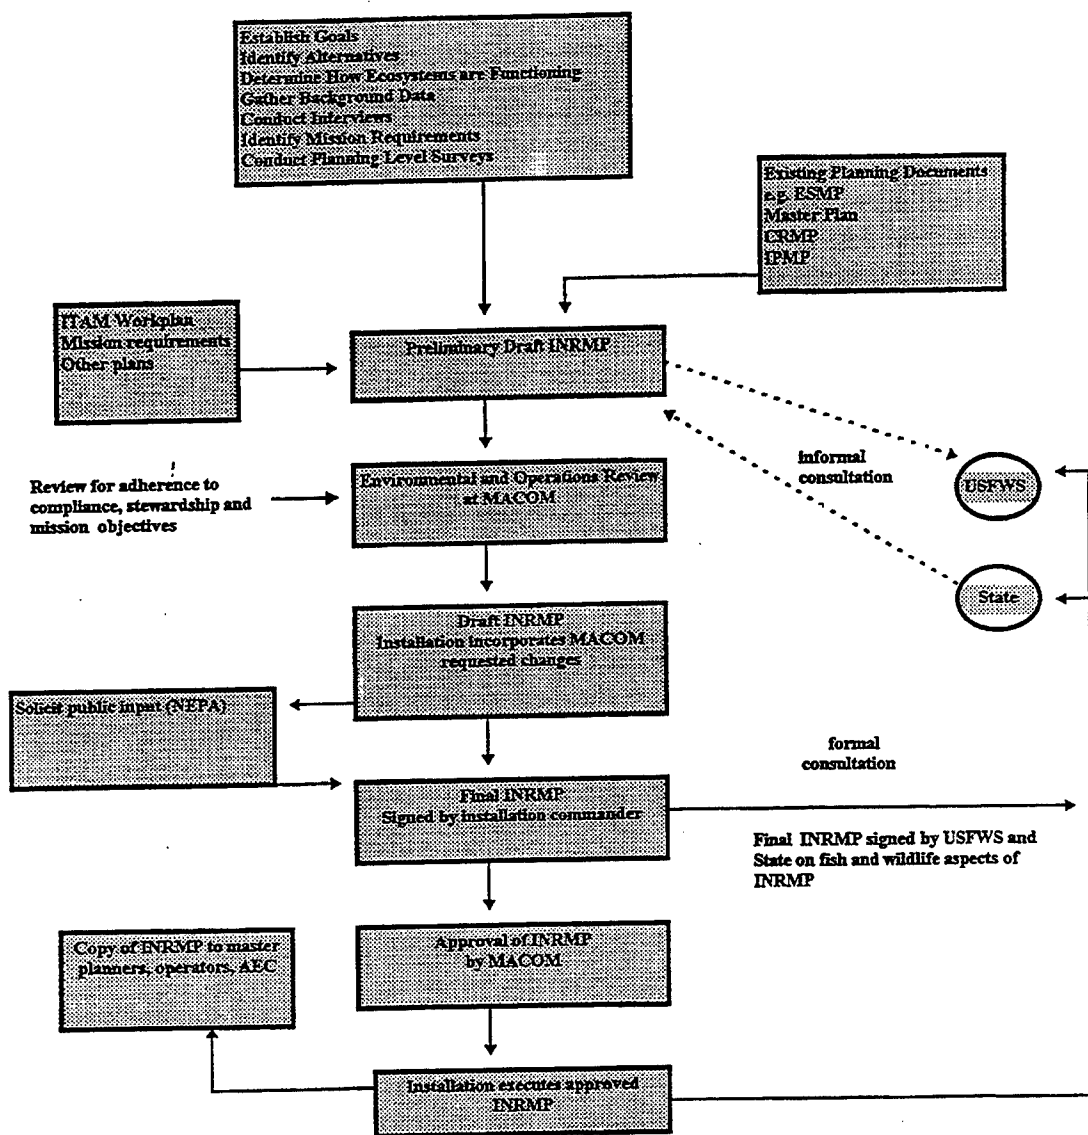 Establish Goals
Identify Alternatives
Determine How Ecosystems are Functioning
Gather Background Data
Conduct Interviews
Identify Mission Requirements
Conduct Planning Level Surveys
Existing Planning Documents
e.g. ESMP
Master Plan
CRMP
IPMP
ITAM Workplan
Mission requirements
Other plans
Preliminary Draft INRMP
informal
consultation
USFWS
Review for adherence to
compliance, stewardship and
mission objectives
Environmental and Operations Review
at MACOM
State
Draft INRMP
Installation incorporates MACOM
requested changes
Solicit public input (NEPA)
formal
consultation
Final INRMP
Signed by installation commander
Final INRMP signed by USFWS and
State on fish and wildlife aspects of
INRMP
Approval of INRMP
by MACOM
Copy of INRMP to master
planners, operators, AEC
Installation executes approved
INRMP